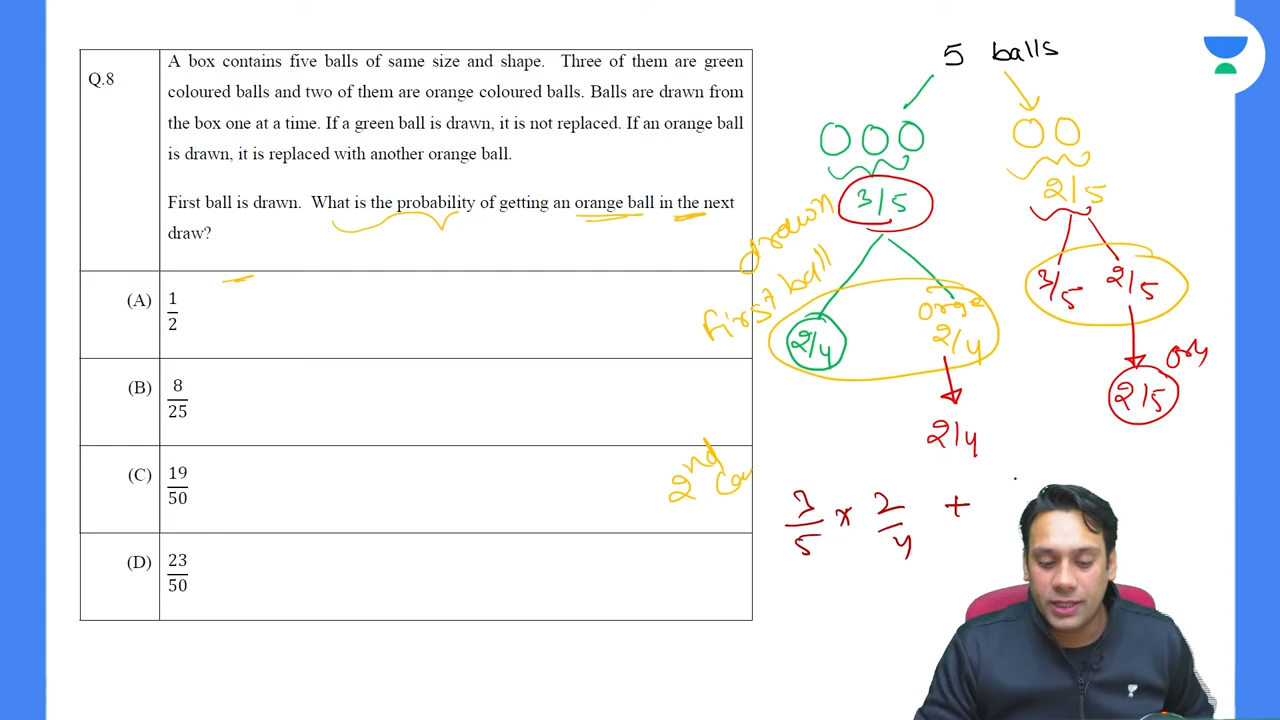 Q.8
A box contains five balls of same size and shape. Three of them are green
coloured balls and two of them are orange coloured balls. Balls are drawn from
the box one at a time. If a green ball is drawn, it is not replaced. If an orange ball
is drawn, it is replaced with another orange ball.
First ball is drawn. What is the probability of getting an orange ball in the next
draw?
(A) 1/2
(B) 8/25
(C) 19/50
(D) 23/50
5 balls
3/5
2/5
drawn
First ball
2/4
2/4
3/5
2/5
2/4
2/5
2nd
3/5 × 2/4 +